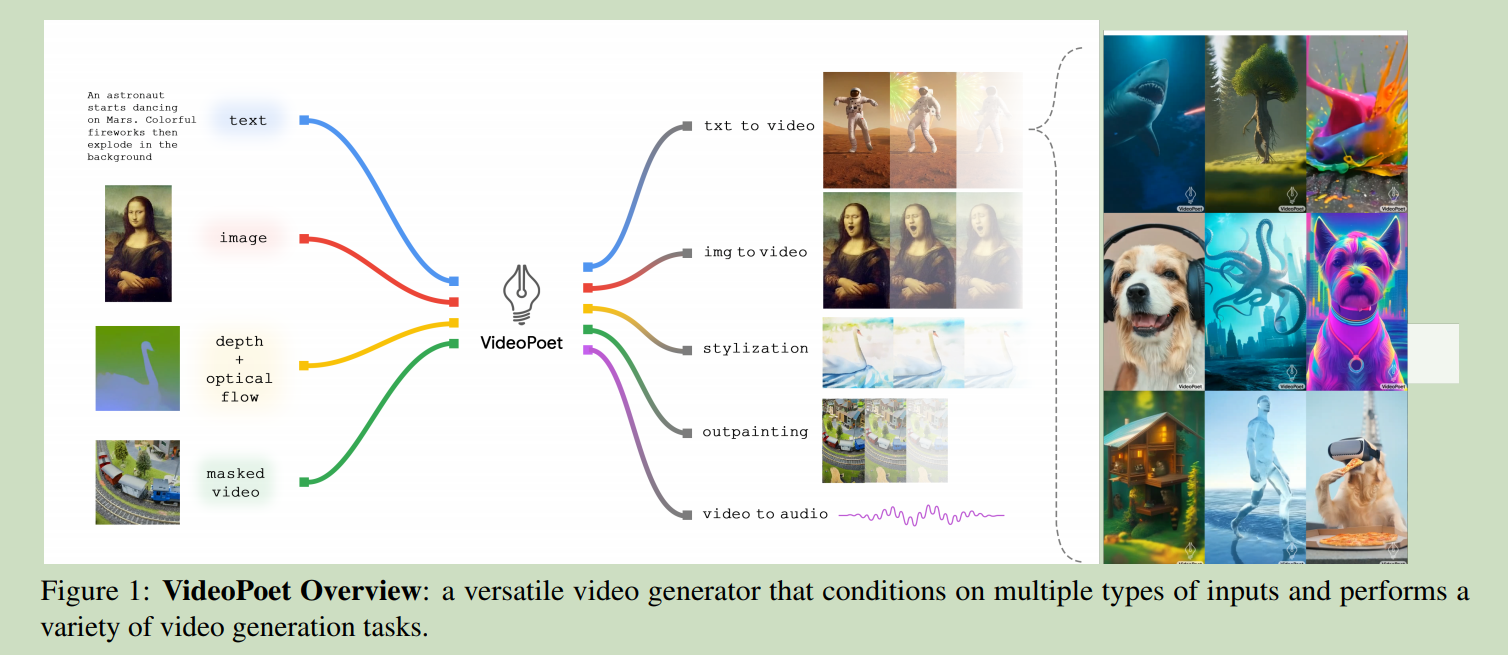 An astronaut
starts dancing
on Mars. Colorful
fireworks then
explode in the
background
text
image
depth
+
optical
flow
masked
video
VideoPoet
txt to video
img to video
stylization
outpainting
video to audio
VideoPoet
VideoPoet
VideoPoet
VideoPoet
VideoPoet
VideoPoet
VideoPoet
VideoPoet
VideoPoet
Figure 1: VideoPoet Overview: a versatile video generator that conditions on multiple types of inputs and performs a
variety of video generation tasks.